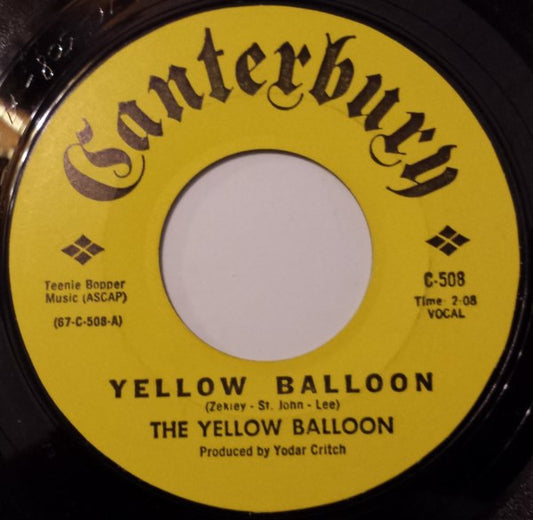 Canterbury
Teenie Bopper
Music (ASCAP)
(67-C-508-A)
C-508
Time: 2:08
VOCAL
YELLOW BALLOON
(Zekley - St. John - Lee)
THE YELLOW BALLOON
Produced by Yodar Critch